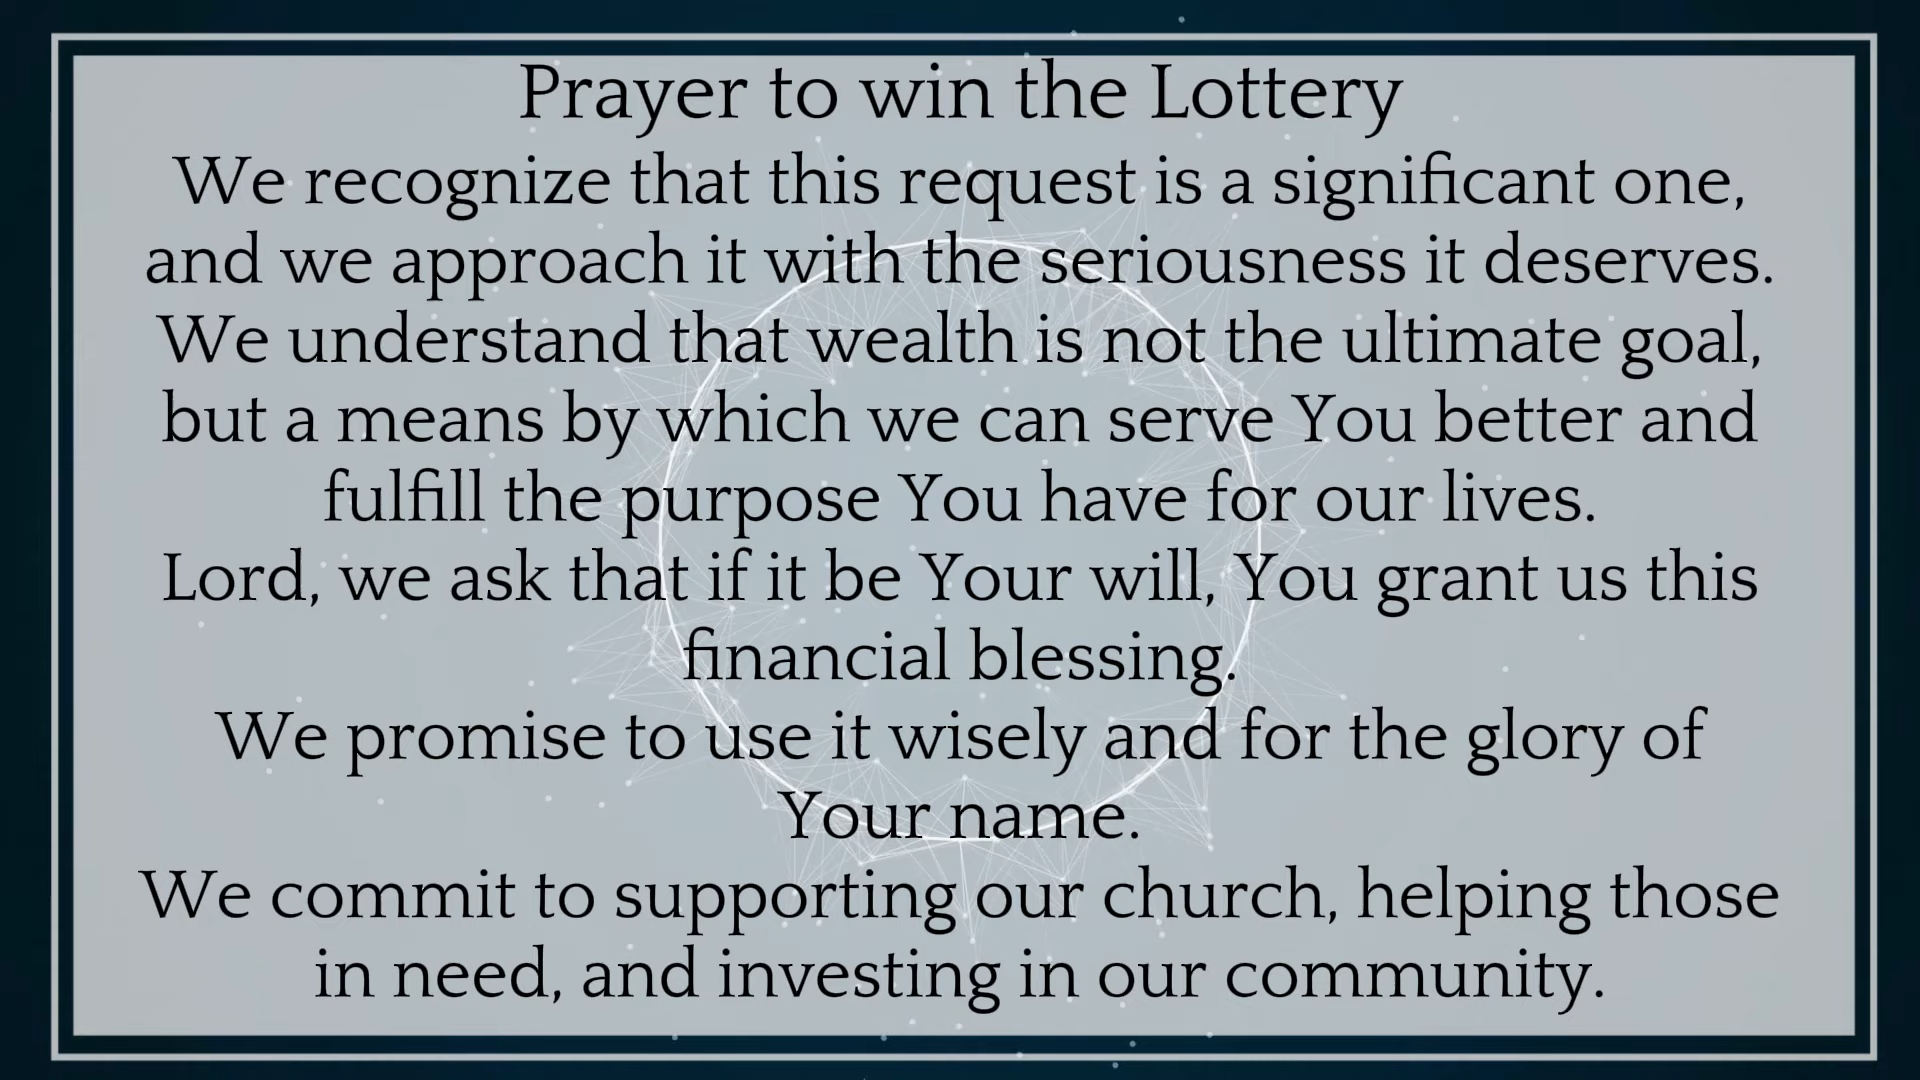 Prayer to win the Lottery
We recognize that this request is a significant one,
and we approach it with the seriousness it deserves.
We understand that wealth is not the ultimate goal,
but a means by which we can serve You better and
fulfill the purpose You have for our lives.
Lord, we ask that if it be Your will, You grant us this
financial blessing.
We promise to use it wisely and for the glory of
Your name.
We commit to supporting our church, helping those
in need, and investing in our community.